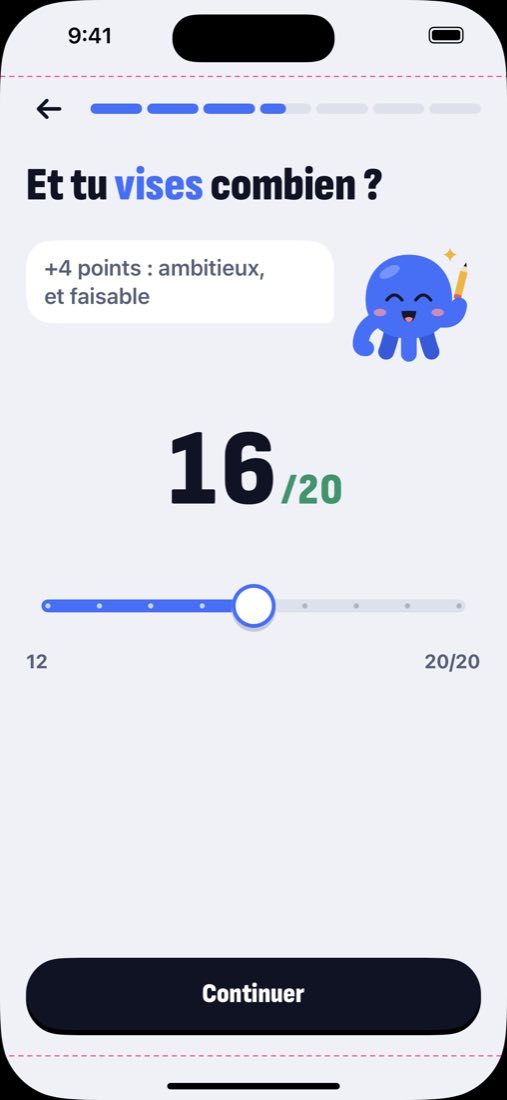 9:41
Et tu vises combien ?
+4 points : ambitieux,
et faisable
16/20
12
20/20
Continuer